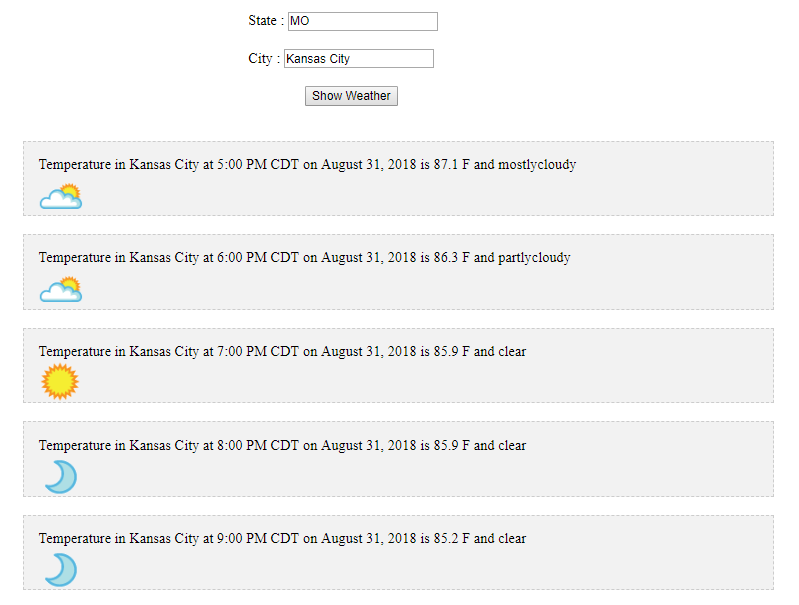 State : MO
City : Kansas City
Show Weather
Temperature in Kansas City at 5:00 PM CDT on August 31, 2018 is 87.1 F and mostlycloudy
Temperature in Kansas City at 6:00 PM CDT on August 31, 2018 is 86.3 F and partlycloudy
Temperature in Kansas City at 7:00 PM CDT on August 31, 2018 is 85.9 F and clear
Temperature in Kansas City at 8:00 PM CDT on August 31, 2018 is 85.9 F and clear
Temperature in Kansas City at 9:00 PM CDT on August 31, 2018 is 85.2 F and clear